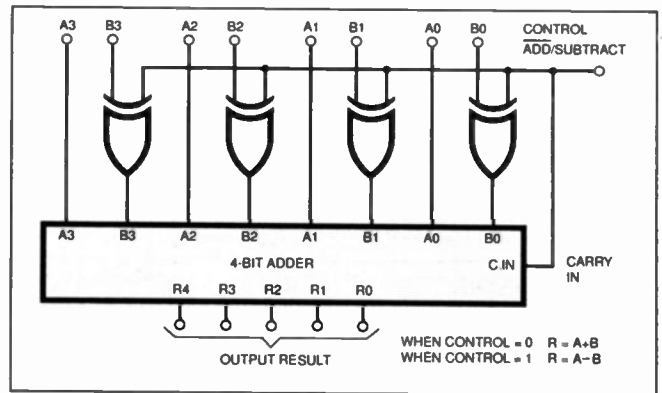 A3 B3 A2 B2 A1 B1 A0 B0 CONTROL
ADD/SUBTRACT
A3 B3 A2 B2 A1 B1 A0 B0
4-BIT ADDER C.IN CARRY
IN
R4 R3 R2 R1 R0
OUTPUT RESULT
WHEN CONTROL = 0 R = A+B
WHEN CONTROL = 1 R = A−B